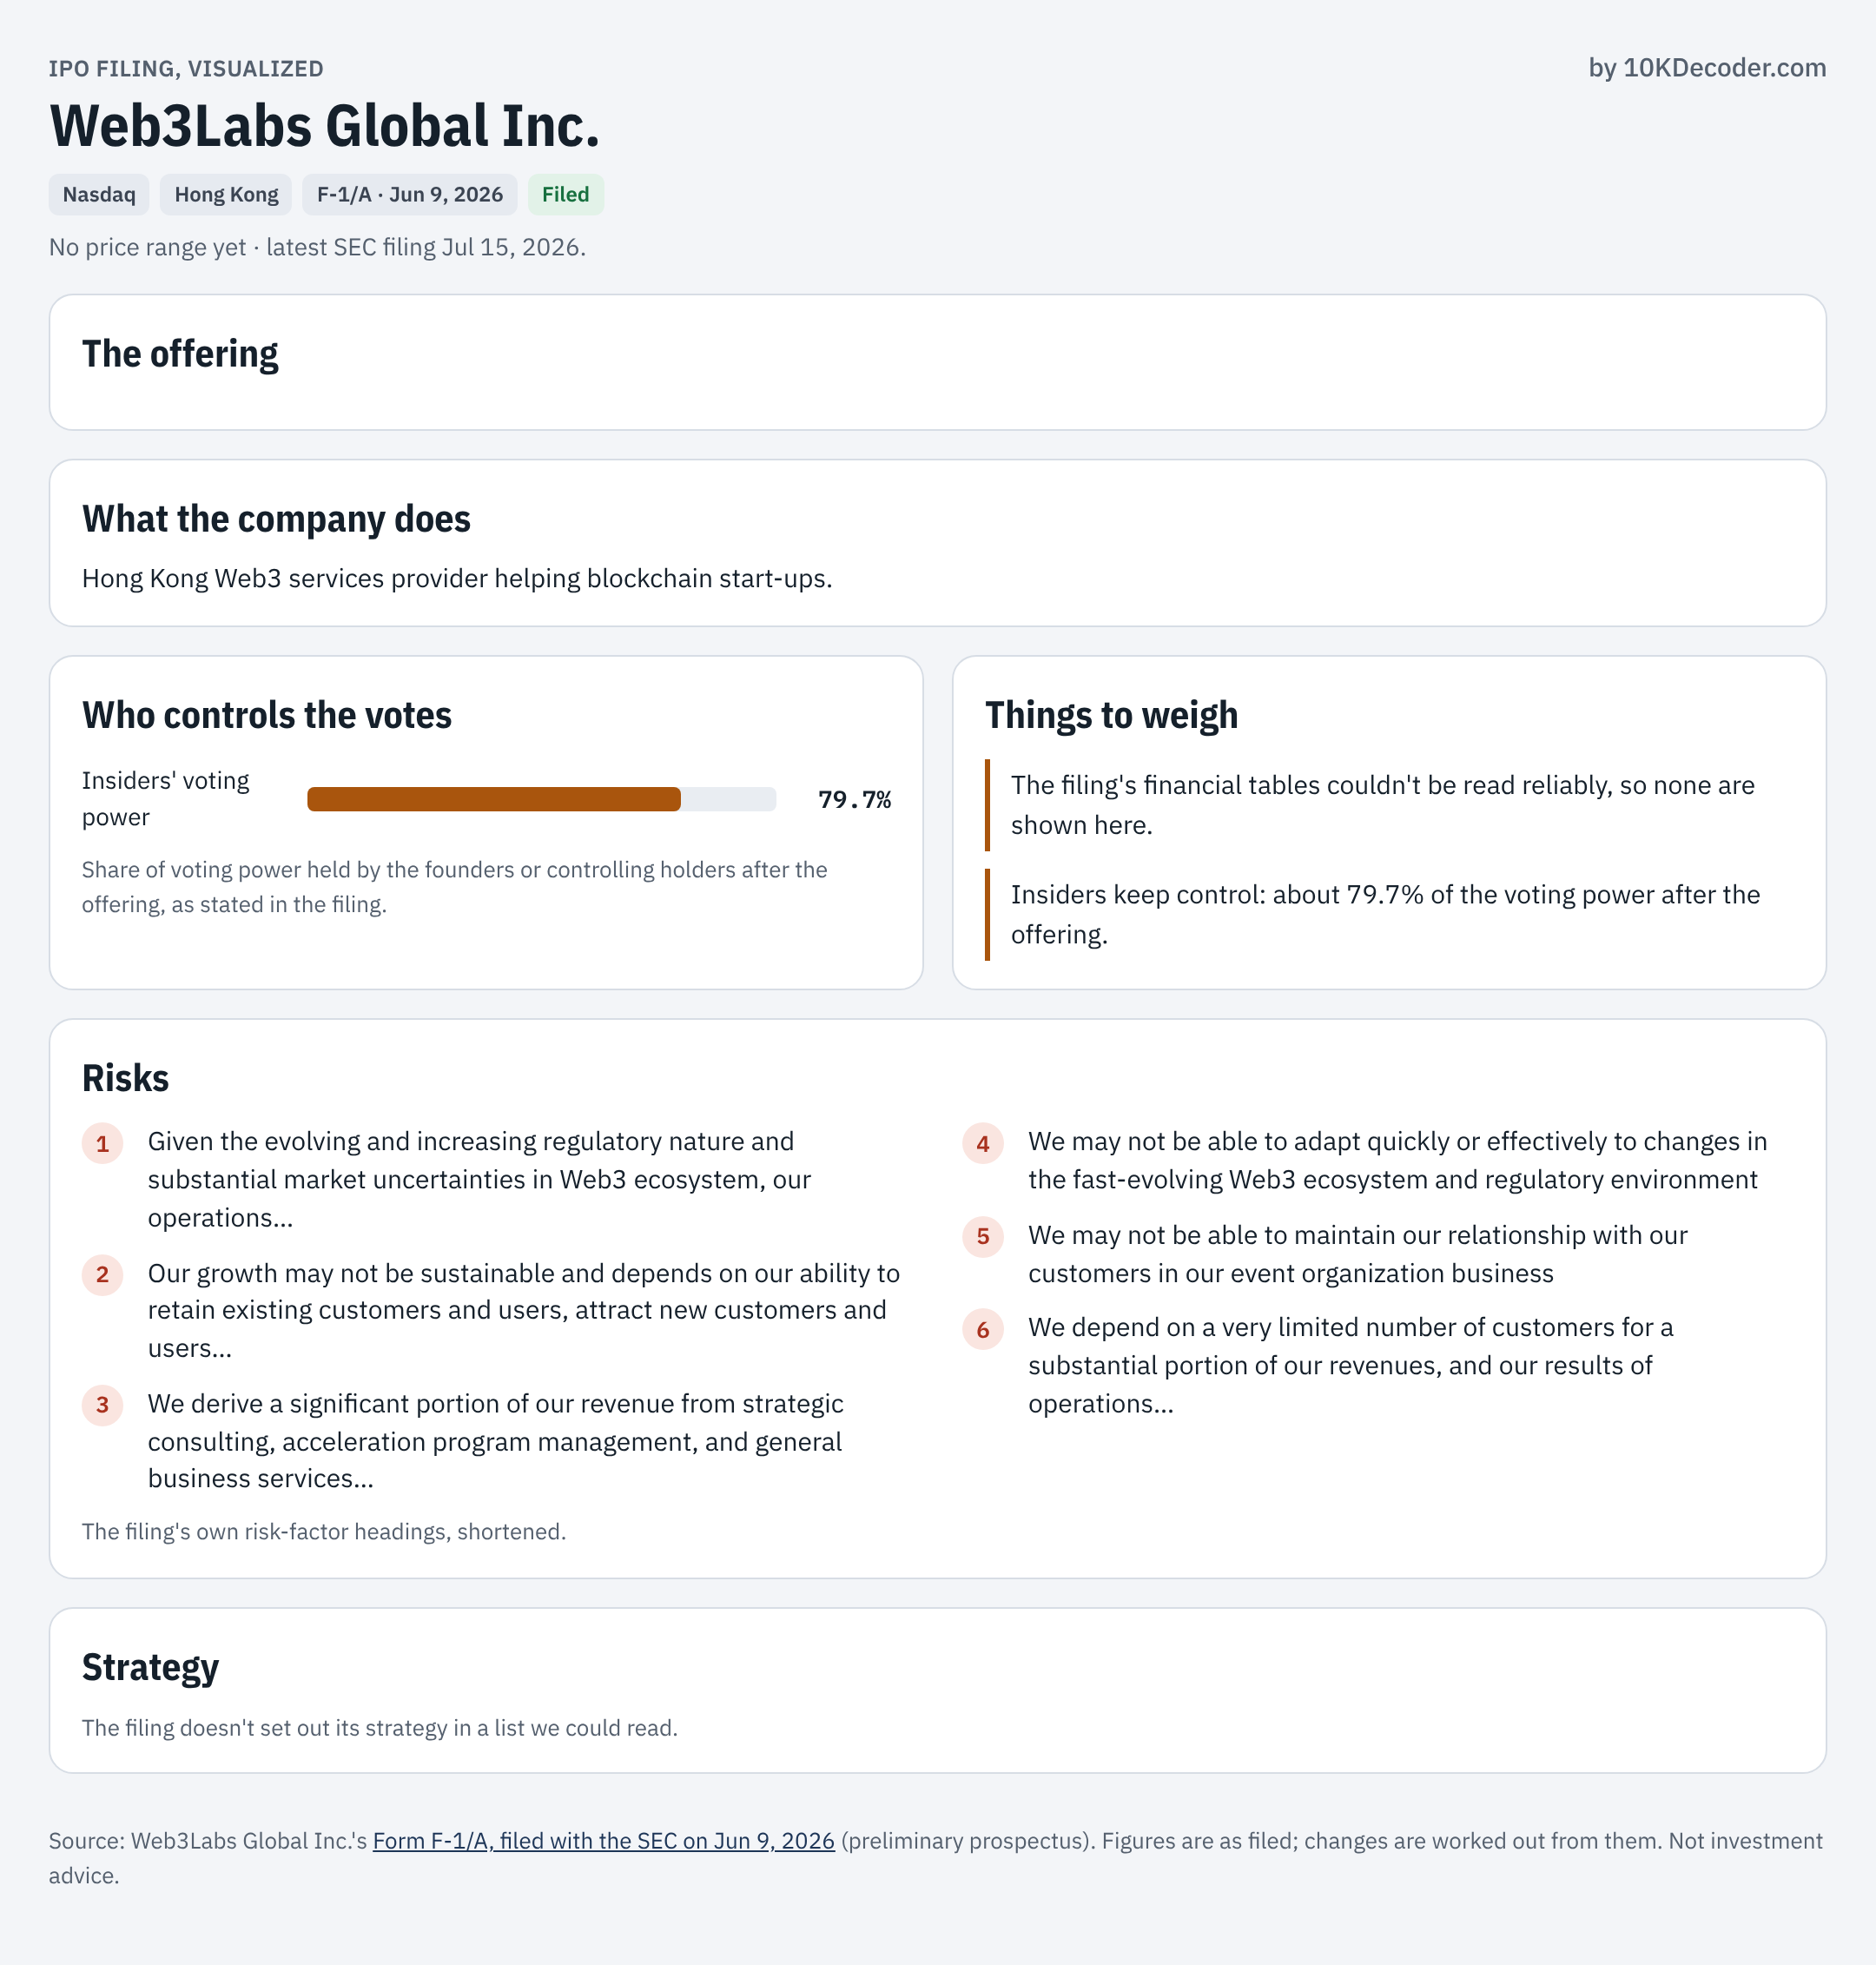 IPO FILING, VISUALIZED
by 10KDecoder.com
Web3Labs Global Inc.
Nasdaq
Hong Kong
F-1/A · Jun 9, 2026
Filed
No price range yet · latest SEC filing Jul 15, 2026.
The offering
What the company does
Hong Kong Web3 services provider helping blockchain start-ups.
Who controls the votes
Insiders' voting
power
79.7%
Share of voting power held by the founders or controlling holders after the
offering, as stated in the filing.
Things to weigh
The filing's financial tables couldn't be read reliably, so none are
shown here.
Insiders keep control: about 79.7% of the voting power after the
offering.
Risks
1
Given the evolving and increasing regulatory nature and
substantial market uncertainties in Web3 ecosystem, our
operations…
2
Our growth may not be sustainable and depends on our ability to
retain existing customers and users, attract new customers and
users…
3
We derive a significant portion of our revenue from strategic
consulting, acceleration program management, and general
business services…
4
We may not be able to adapt quickly or effectively to changes in
the fast-evolving Web3 ecosystem and regulatory environment
5
We may not be able to maintain our relationship with our
customers in our event organization business
6
We depend on a very limited number of customers for a
substantial portion of our revenues, and our results of
operations…
The filing's own risk-factor headings, shortened.
Strategy
The filing doesn't set out its strategy in a list we could read.
Source: Web3Labs Global Inc.'s Form F-1/A, filed with the SEC on Jun 9, 2026 (preliminary prospectus). Figures are as filed; changes are worked out from them. Not investment
advice.